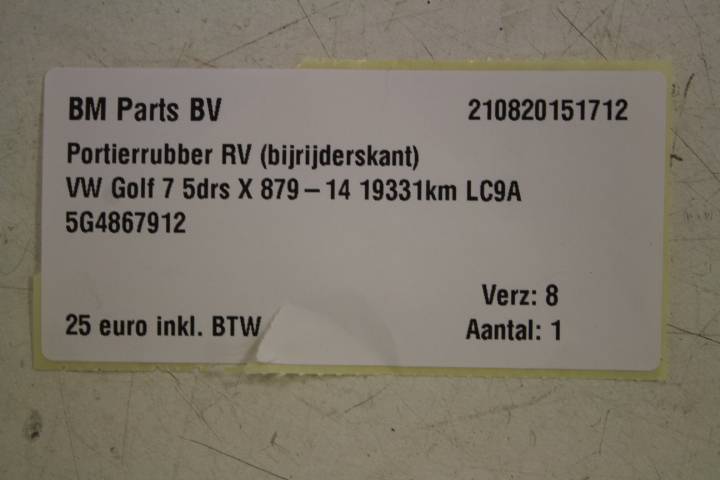 BM Parts BV 210820151712
Portierrubber RV (bijrijderskant)
VW Golf 7 5drs X 879 – 14 19331km LC9A
5G4867912
Verz: 8
25 euro inkl. BTW Aantal: 1